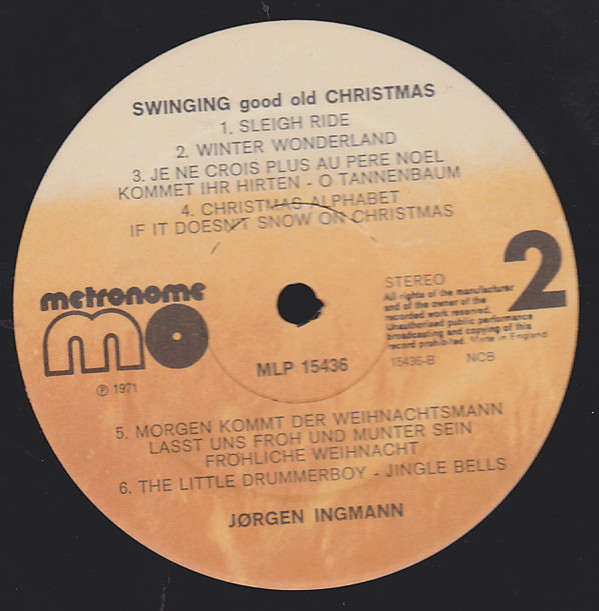 SWINGING good old CHRISTMAS
1. SLEIGH RIDE
2. WINTER WONDERLAND
3. JE NE CROIS PLUS AU PERE NOEL
KOMMET IHR HIRTEN - O TANNENBAUM
4. CHRISTMAS ALPHABET
IF IT DOESN'T SNOW ON CHRISTMAS
metronome
mo
℗ 1971
MLP 15436
STEREO
2
All rights of the manufacturer
and of the owner of the
recorded work reserved.
Unauthorised public performance
broadcasting and copying of this
record prohibited. Made in England
15436-B NCB
5. MORGEN KOMMT DER WEIHNACHTSMANN
LASST UNS FROH UND MUNTER SEIN
FRÖHLICHE WEIHNACHT
6. THE LITTLE DRUMMERBOY - JINGLE BELLS
JØRGEN INGMANN